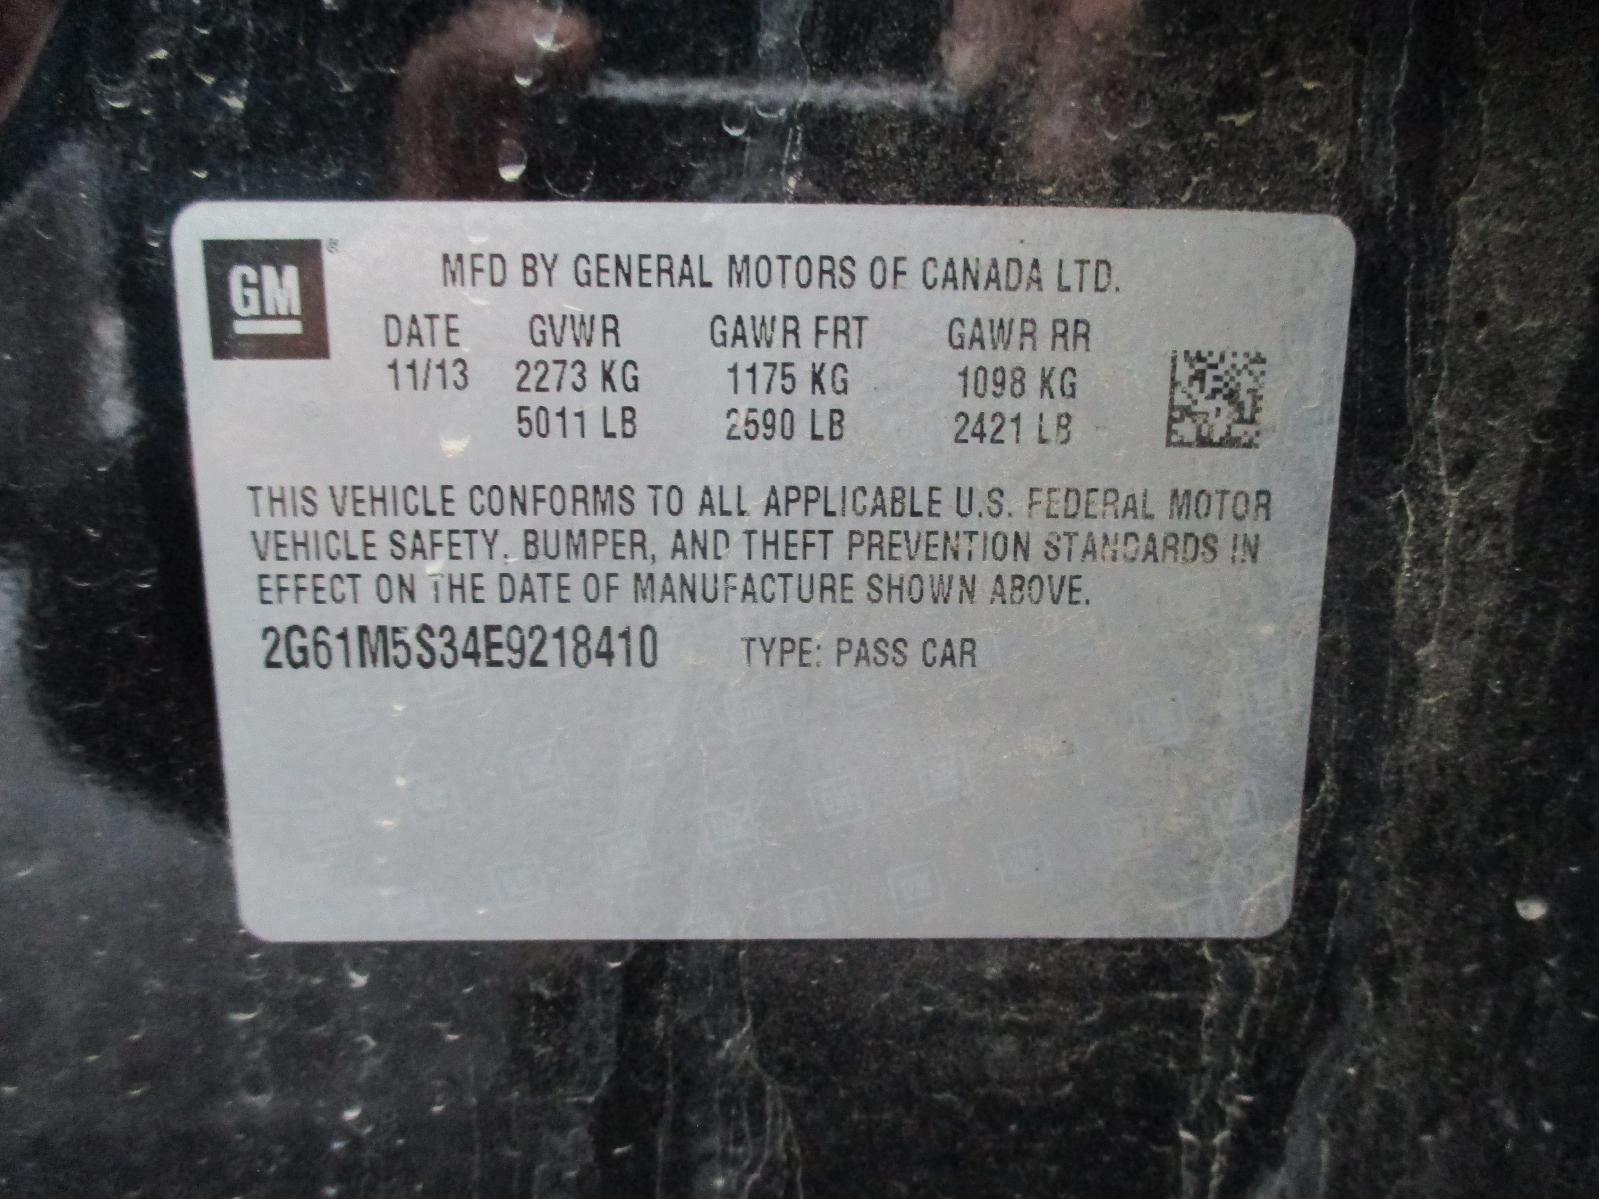 GM ®
MFD BY GENERAL MOTORS OF CANADA LTD.
DATE GVWR GAWR FRT GAWR RR
11/13 2273 KG 1175 KG 1098 KG
5011 LB 2590 LB 2421 LB
THIS VEHICLE CONFORMS TO ALL APPLICABLE U.S. FEDERAL MOTOR
VEHICLE SAFETY, BUMPER, AND THEFT PREVENTION STANDARDS IN
EFFECT ON THE DATE OF MANUFACTURE SHOWN ABOVE.
2G61M5S34E9218410 TYPE: PASS CAR